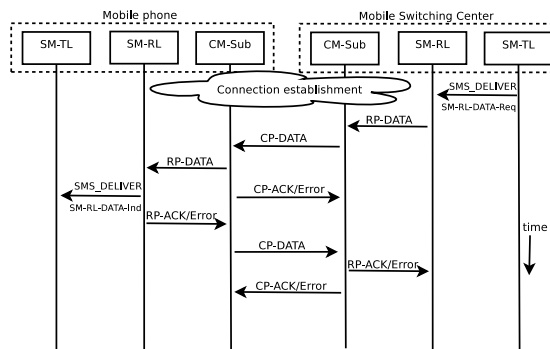 Mobile phone
Mobile Switching Center
SM-TL
SM-RL
CM-Sub
CM-Sub
SM-RL
SM-TL
Connection establishment
SMS_DELIVER
SM-RL-DATA-Req
RP-DATA
CP-DATA
RP-DATA
SMS_DELIVER
CP-ACK/Error
SM-RL-DATA-Ind
RP-ACK/Error
time
CP-DATA
RP-ACK/Error
CP-ACK/Error